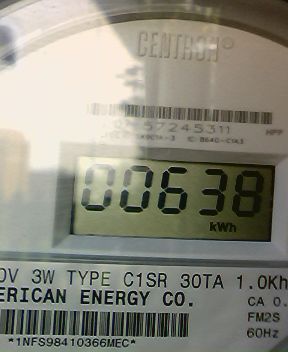 CENTRON®
57245311
HPP
00638
kWh
0V 3W TYPE C1SR 30TA 1.0Kh
ERICAN ENERGY CO. CA 0.
FM2S
60Hz
*1NFS98410366MEC*